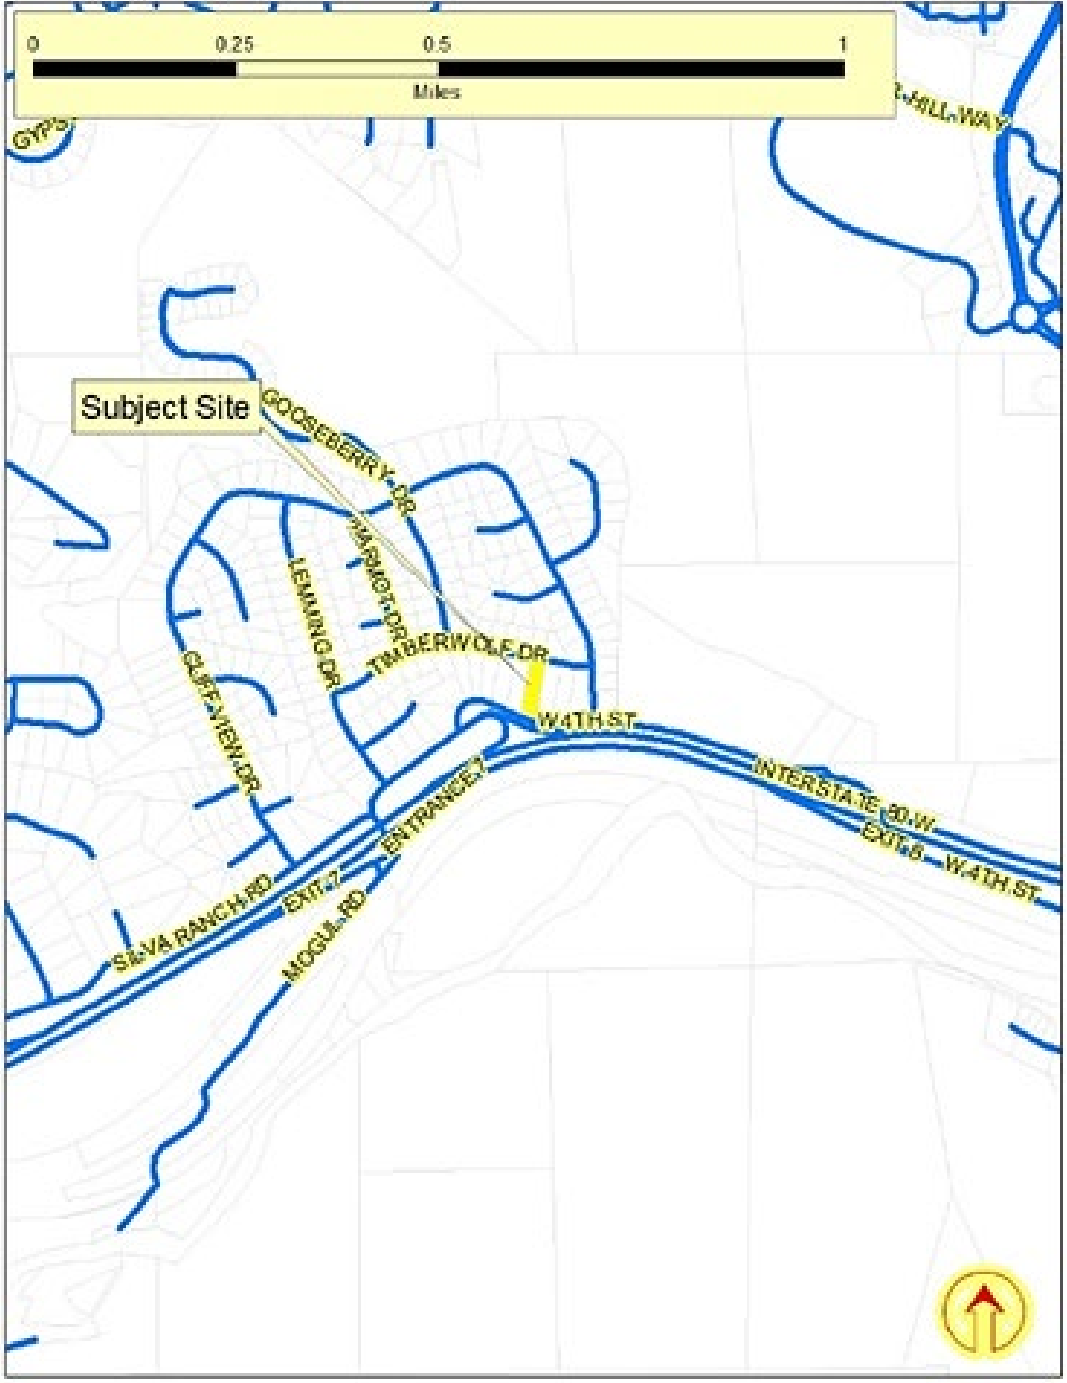 0 0.25 0.5 1
Miles
R HILL WAY
GYPS
Subject Site
GOOSEBERRY DR
MARMOT DR
LEMMING DR
TIMBERWOLF DR
CLIFF VIEW DR
W 4TH ST
INTERSTATE 80 W
ENTRANCE 7
EXIT 8
W 4TH ST
EXIT 7
SILVA RANCH RD
MOGUL RD